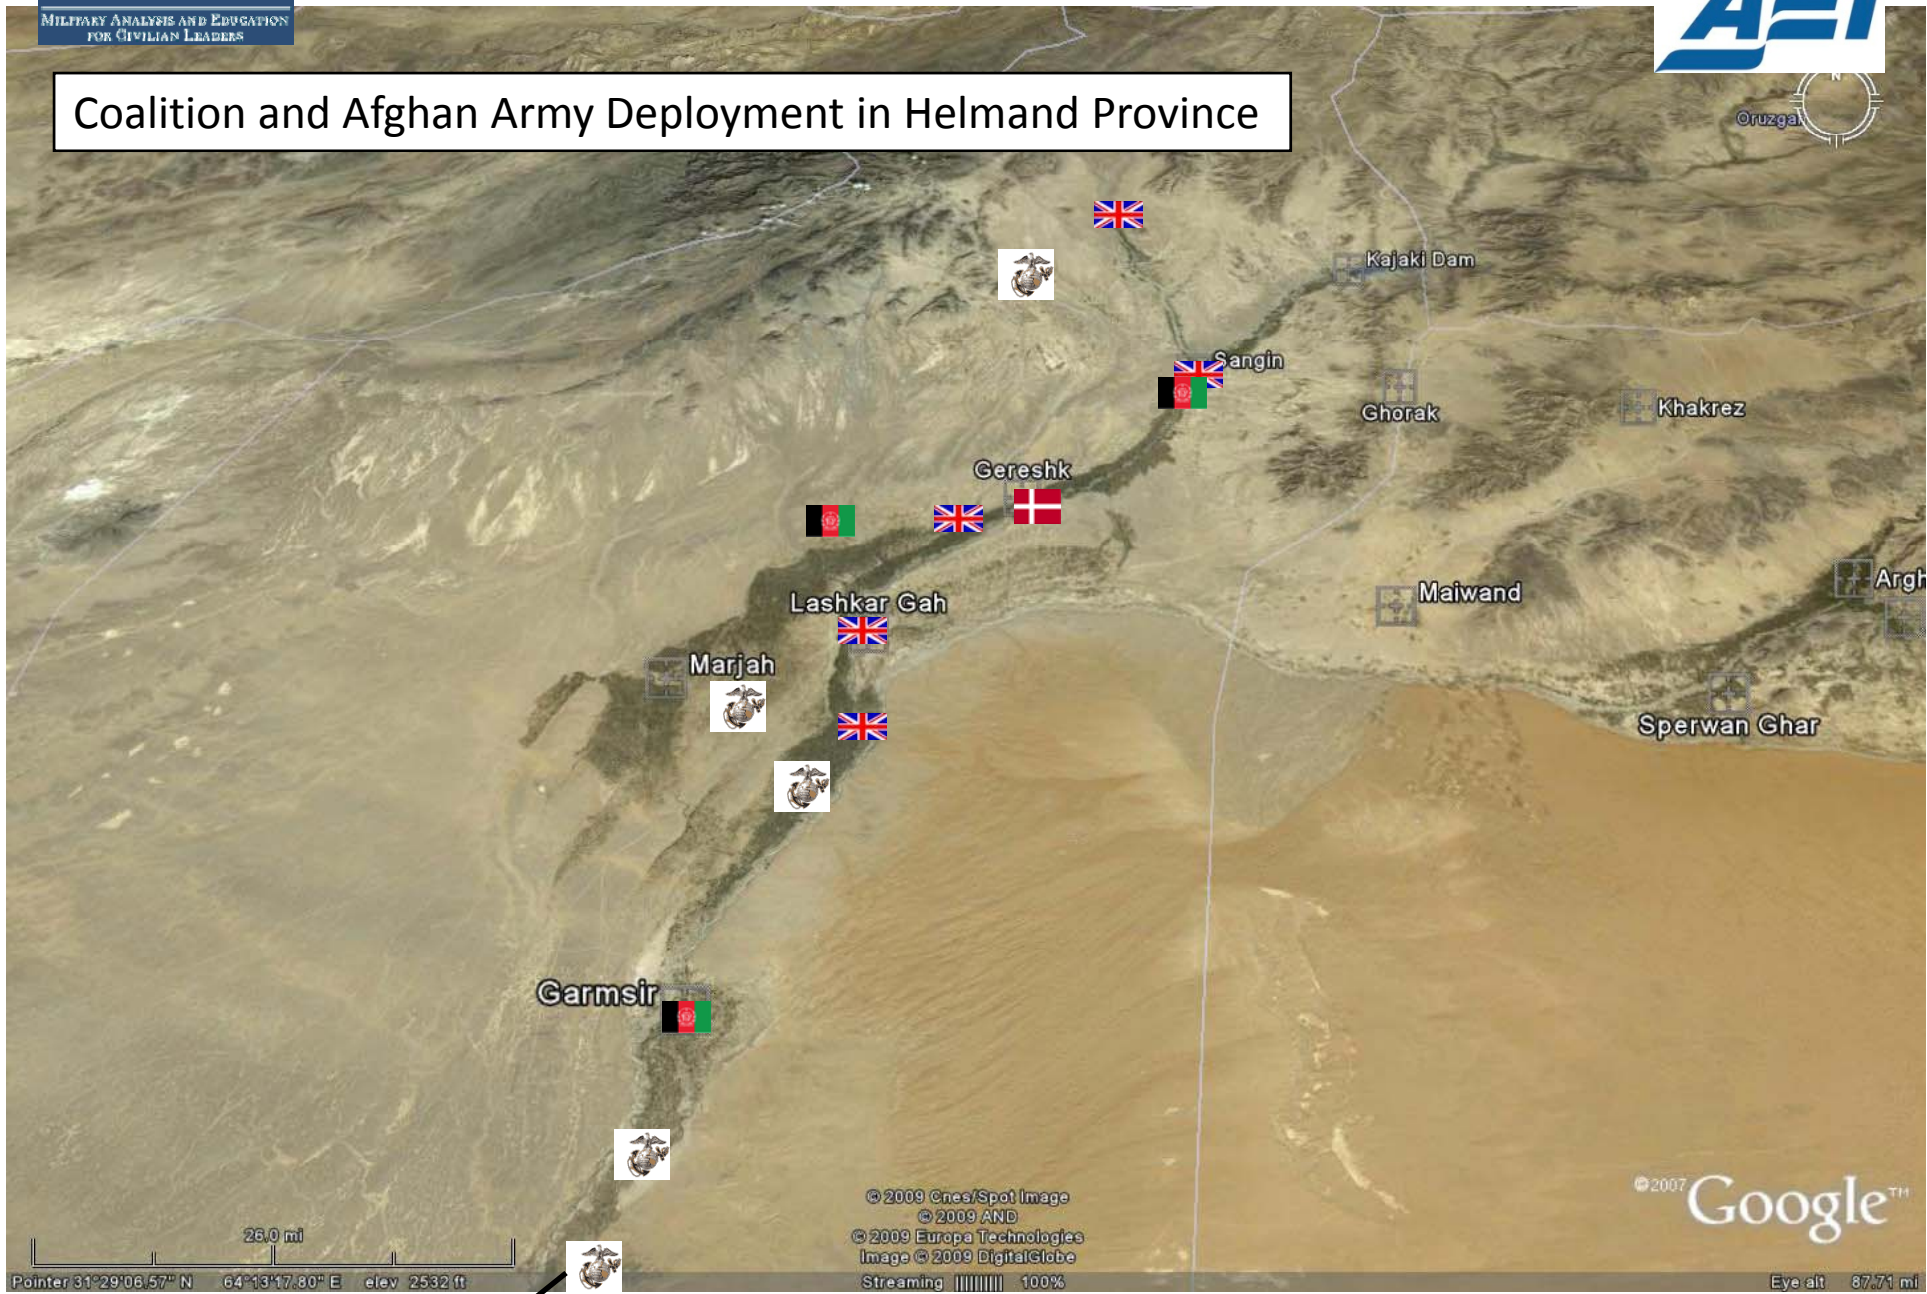 MILITARY ANALYSIS AND EDUCATION
FOR CIVILIAN LEADERS
AEI
Coalition and Afghan Army Deployment in Helmand Province
N
Oruzga
Kajaki Dam
Sangin
Ghorak
Khakrez
Gereshk
Lashkar Gah
Maiwand
Argh
Marjah
Sperwan Ghar
Garmsir
26.0 mi
© 2009 Cnes/Spot Image
© 2009 AND
© 2009 Europa Technologies
Image © 2009 DigitalGlobe
©2007 Google™
Pointer 31°29'06.57" N 64°13'17.80" E elev 2532 ft
Streaming ||||||||| 100%
Eye alt 87.71 mi